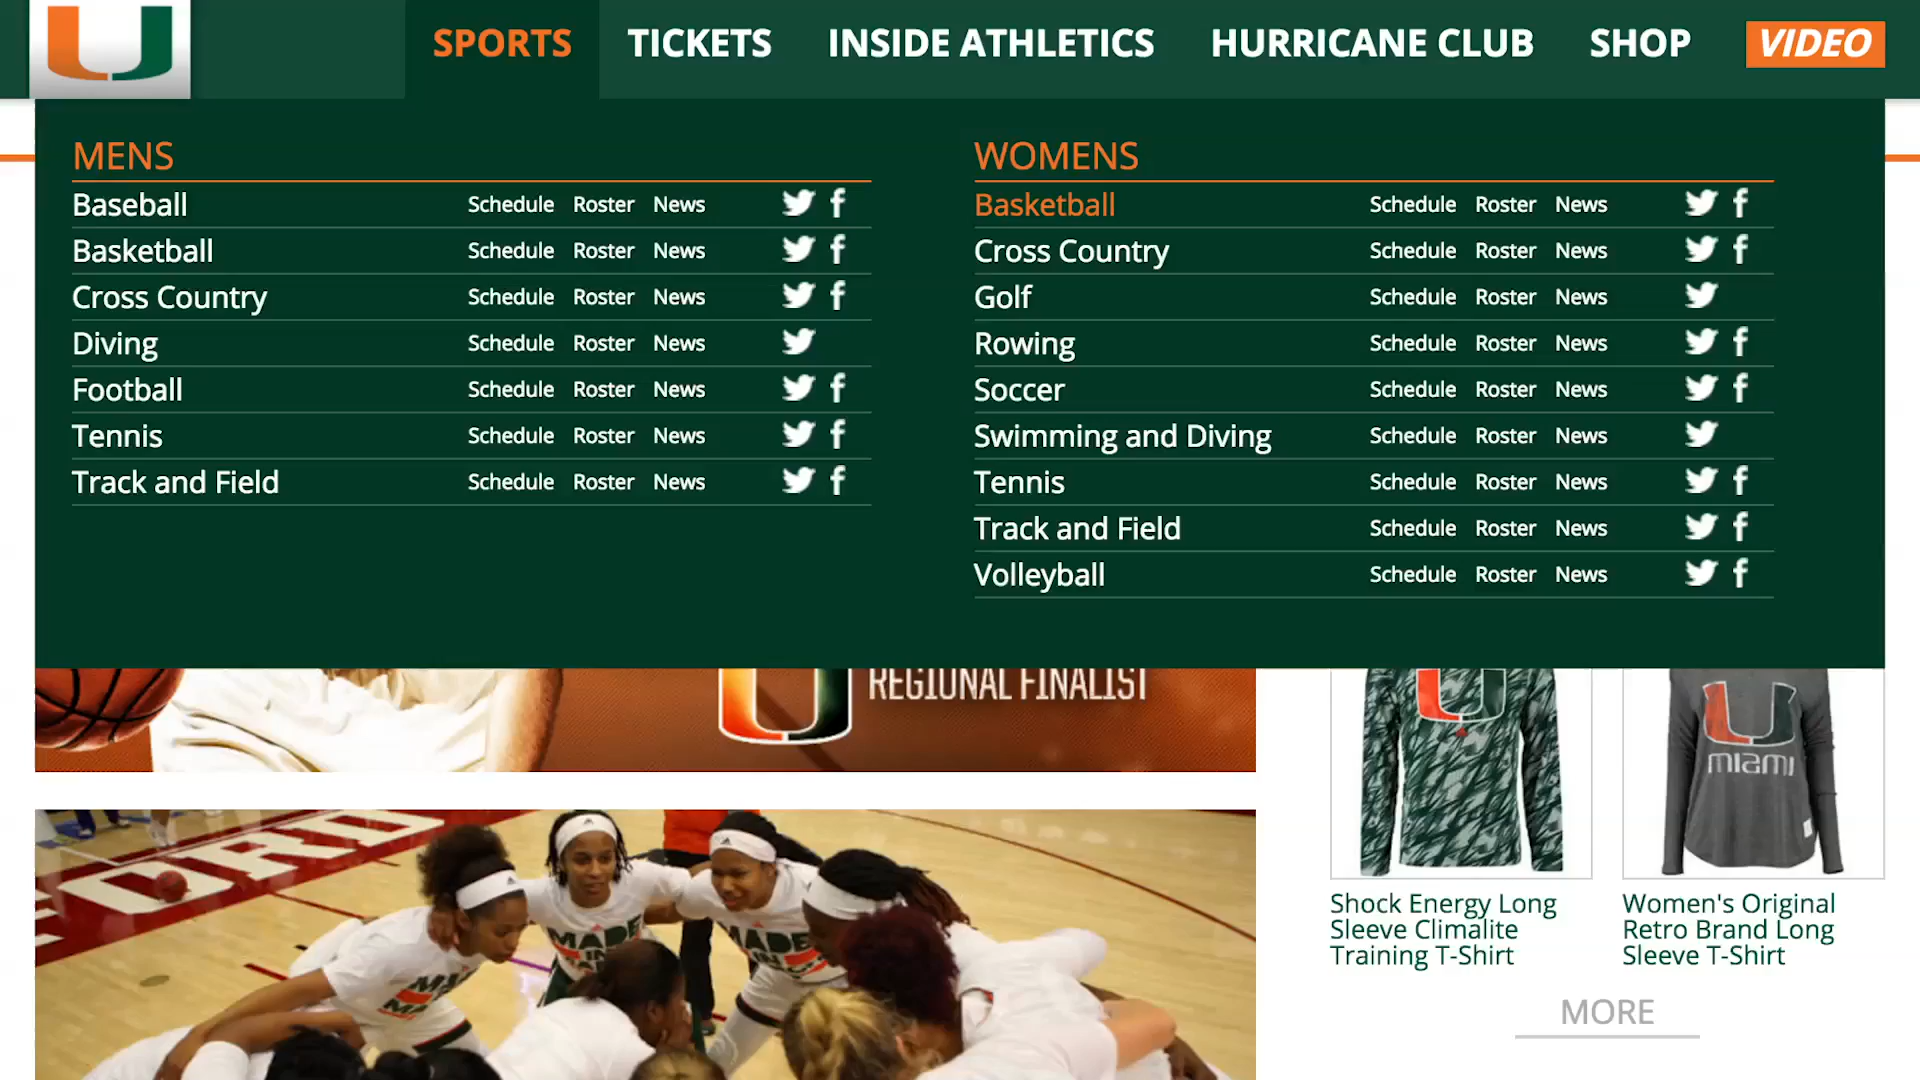 SPORTS TICKETS INSIDE ATHLETICS HURRICANE CLUB SHOP VIDEO
MENS
Baseball Schedule Roster News
Basketball Schedule Roster News
Cross Country Schedule Roster News
Diving Schedule Roster News
Football Schedule Roster News
Tennis Schedule Roster News
Track and Field Schedule Roster News
WOMENS
Basketball Schedule Roster News
Cross Country Schedule Roster News
Golf Schedule Roster News
Rowing Schedule Roster News
Soccer Schedule Roster News
Swimming and Diving Schedule Roster News
Tennis Schedule Roster News
Track and Field Schedule Roster News
Volleyball Schedule Roster News
REGIONAL FINALIST
MIAMI
MADE
IN
MADE
IN
Shock Energy Long
Sleeve Climalite
Training T-Shirt
Women's Original
Retro Brand Long
Sleeve T-Shirt
MORE